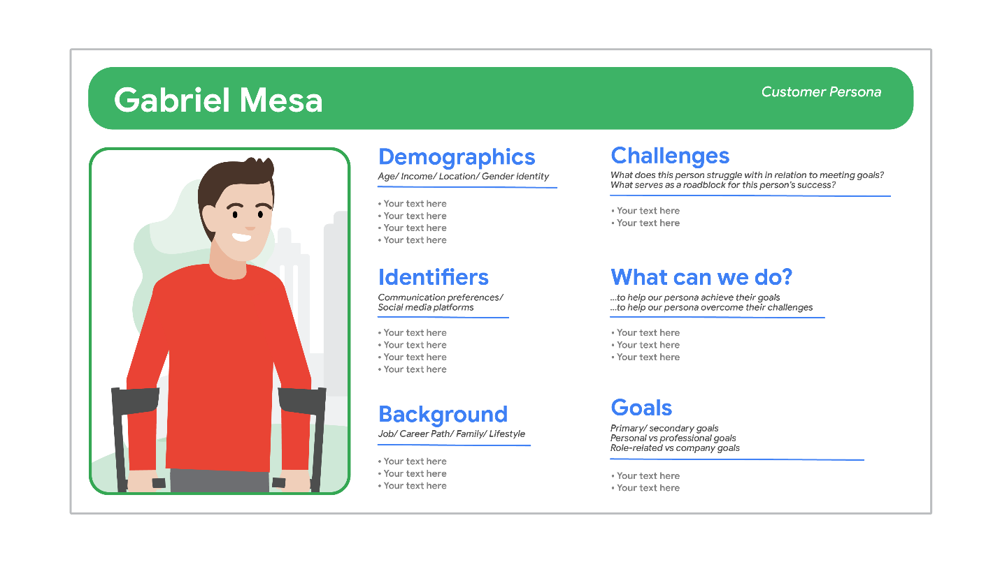 Gabriel Mesa
Customer Persona
Demographics
Age/ Income/ Location/ Gender Identity
• Your text here
• Your text here
• Your text here
• Your text here
Identifiers
Communication preferences/
Social media platforms
• Your text here
• Your text here
• Your text here
• Your text here
Background
Job/ Career Path/ Family/ Lifestyle
• Your text here
• Your text here
• Your text here
Challenges
What does this person struggle with in relation to meeting goals?
What serves as a roadblock for this person's success?
• Your text here
• Your text here
What can we do?
...to help our persona achieve their goals
...to help our persona overcome their challenges
• Your text here
• Your text here
• Your text here
Goals
Primary/ secondary goals
Personal vs professional goals
Role-related vs company goals
• Your text here
• Your text here